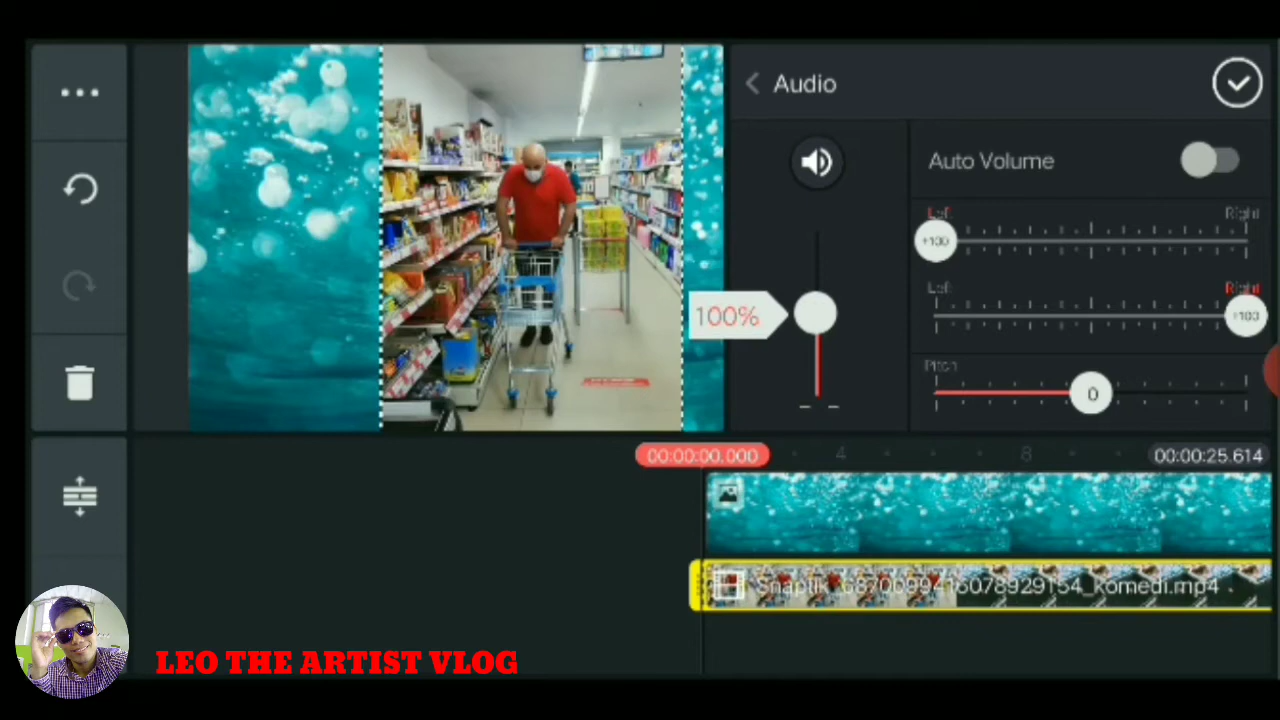 Audio
Auto Volume
Left Right
+100
Left Right
+100
100%
Pitch
0
00:00:00.000 4 8 00:00:25.614
Snaptik_6870099416078929154_komedi.mp4
LEO THE ARTIST VLOG